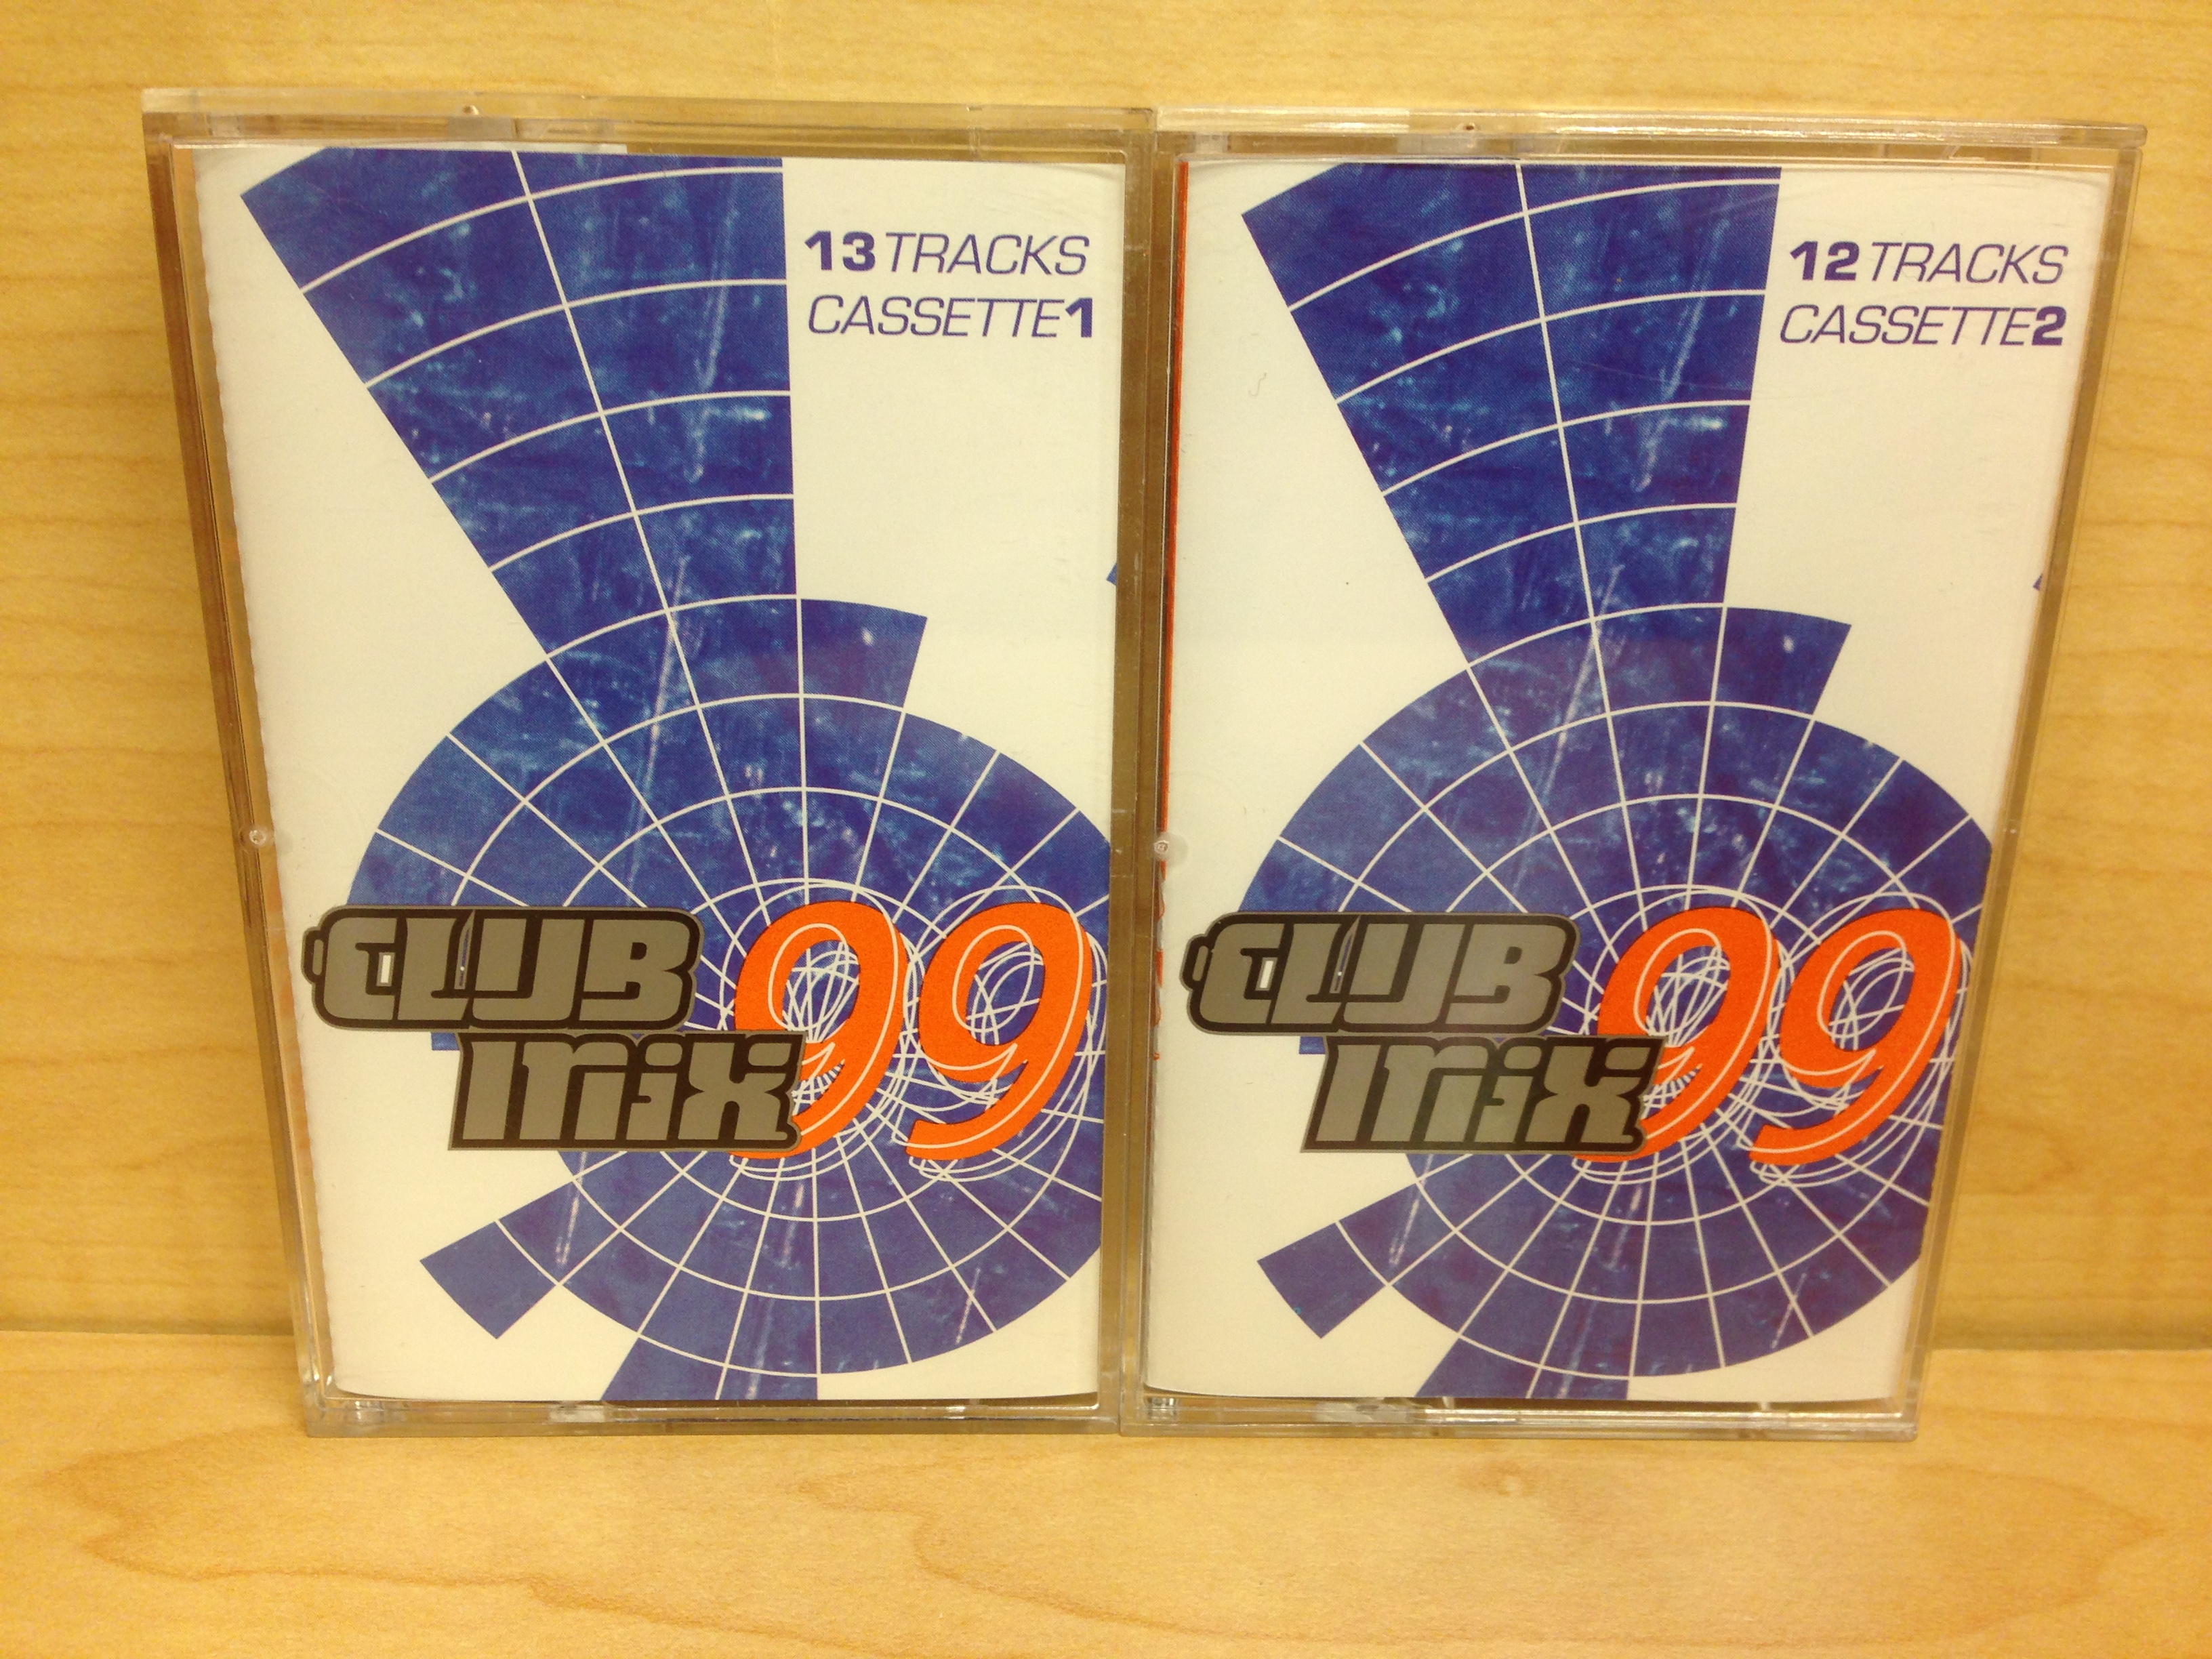 13 TRACKS
CASSETTE 1
CLUB
MiX
99
12 TRACKS
CASSETTE 2
CLUB
MiX
99